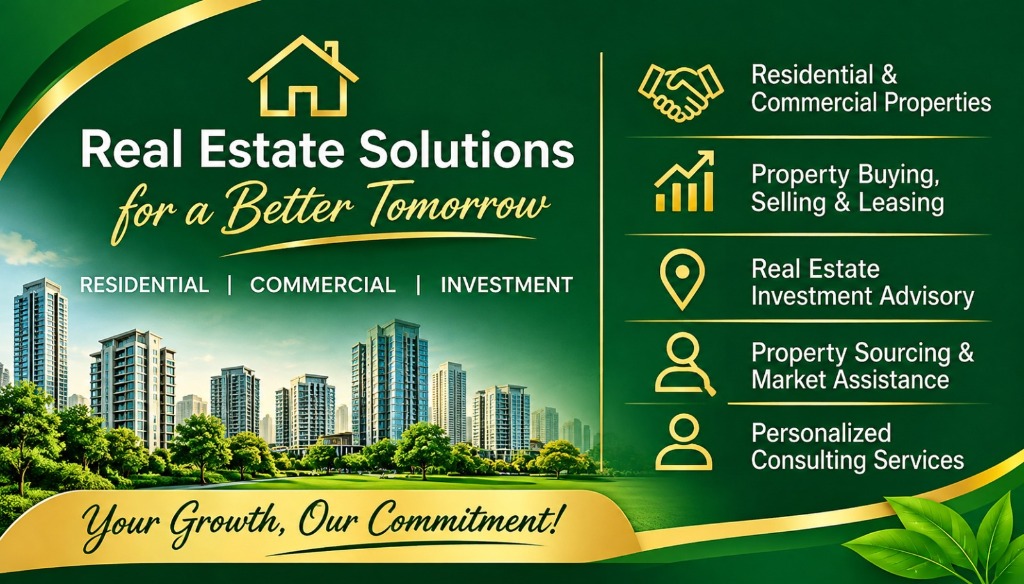 Real Estate Solutions
for a Better Tomorrow
RESIDENTIAL | COMMERCIAL | INVESTMENT
Your Growth, Our Commitment!
Residential &
Commercial Properties
Property Buying,
Selling & Leasing
Real Estate
Investment Advisory
Property Sourcing &
Market Assistance
Personalized
Consulting Services